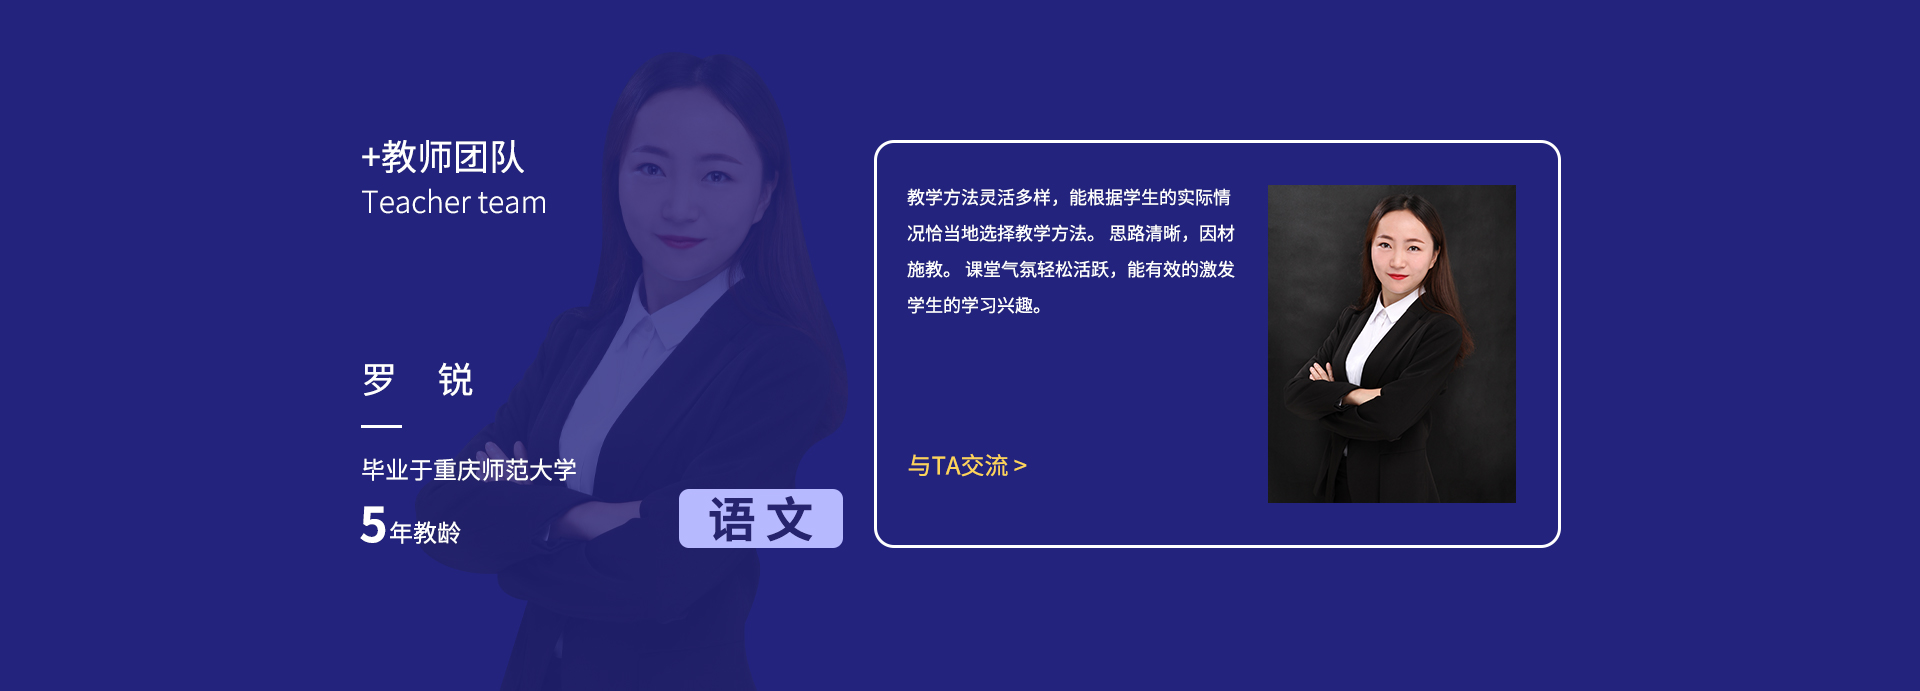 +教师团队
Teacher team
罗 锐
毕业于重庆师范大学
5年教龄
语文
教学方法灵活多样，能根据学生的实际情
况恰当地选择教学方法。 思路清晰，因材
施教。 课堂气氛轻松活跃，能有效的激发
学生的学习兴趣。
与TA交流 >